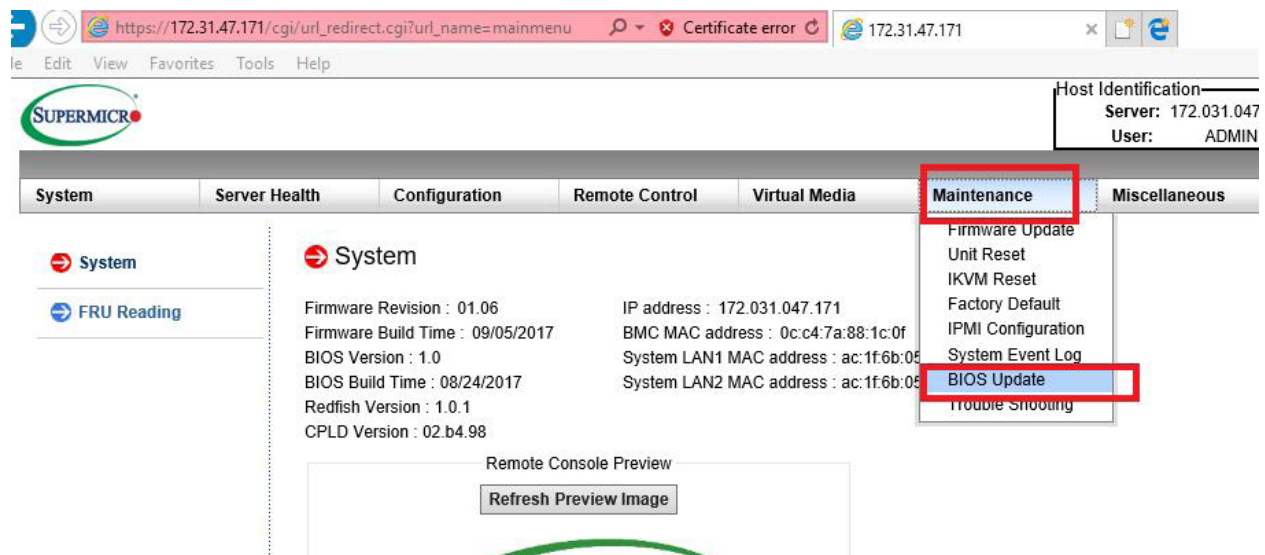 https://172.31.47.171/cgi/url_redirect.cgi?url_name=mainmenu Certificate error 172.31.47.171
Edit View Favorites Tools Help
SUPERMICR
Host Identification
Server: 172.031.047
User: ADMIN
System Server Health Configuration Remote Control Virtual Media Maintenance Miscellaneous
Firmware Update
Unit Reset
IKVM Reset
Factory Default
IPMI Configuration
System Event Log
BIOS Update
Trouble Shooting
System
FRU Reading
System
Firmware Revision : 01.06
Firmware Build Time : 09/05/2017
BIOS Version : 1.0
BIOS Build Time : 08/24/2017
Redfish Version : 1.0.1
CPLD Version : 02.b4.98
IP address : 172.031.047.171
BMC MAC address : 0c:c4:7a:88:1c:0f
System LAN1 MAC address : ac:1f:6b:05
System LAN2 MAC address : ac:1f:6b:05
Remote Console Preview
Refresh Preview Image